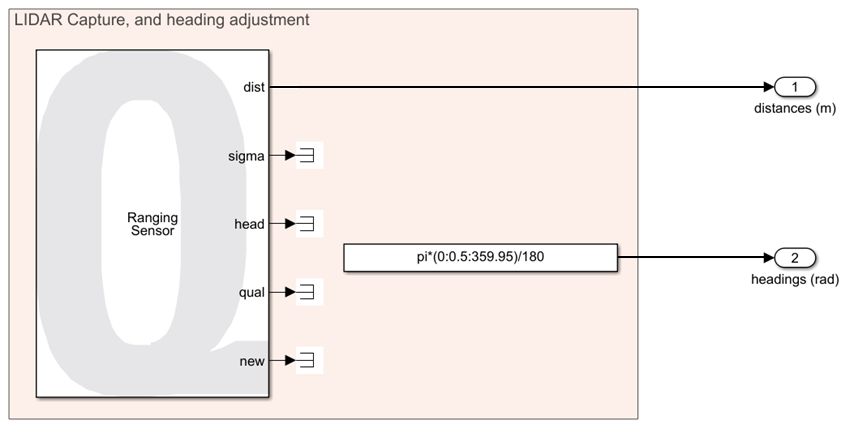 LIDAR Capture, and heading adjustment
dist
1
distances (m)
sigma
Ranging
Sensor
head
pi*(0:0.5:359.95)/180
2
headings (rad)
qual
new